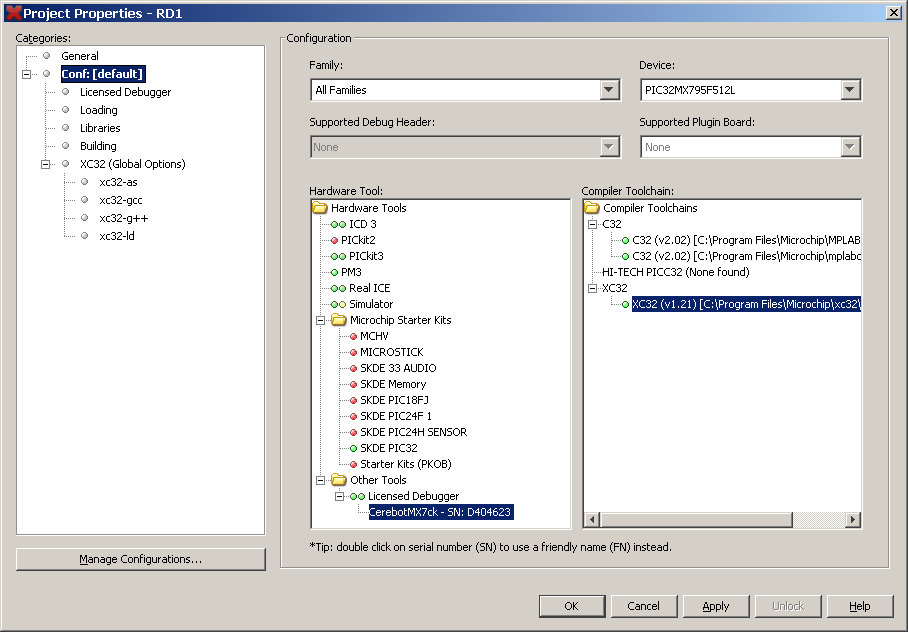 Project Properties - RD1
Categories:
General
Conf: [default]
Licensed Debugger
Loading
Libraries
Building
XC32 (Global Options)
xc32-as
xc32-gcc
xc32-g++
xc32-ld
Manage Configurations...
Configuration
Family:
Device:
All Families
PIC32MX795F512L
Supported Debug Header:
Supported Plugin Board:
None
None
Hardware Tool:
Hardware Tools
ICD 3
PICkit2
PICkit3
PM3
Real ICE
Simulator
Microchip Starter Kits
MCHV
MICROSTICK
SKDE 33 AUDIO
SKDE Memory
SKDE PIC18FJ
SKDE PIC24F 1
SKDE PIC24H SENSOR
SKDE PIC32
Starter Kits (PKOB)
Other Tools
Licensed Debugger
CerebotMX7ck - SN: D404623
Compiler Toolchain:
Compiler Toolchains
C32
C32 (v2.02) [C:\Program Files\Microchip\MPLAB
C32 (v2.02) [C:\Program Files\Microchip\mplabc
HI-TECH PICC32 (None found)
XC32
XC32 (v1.21) [C:\Program Files\Microchip\xc32\
*Tip: double click on serial number (SN) to use a friendly name (FN) instead.
OK
Cancel
Apply
Unlock
Help